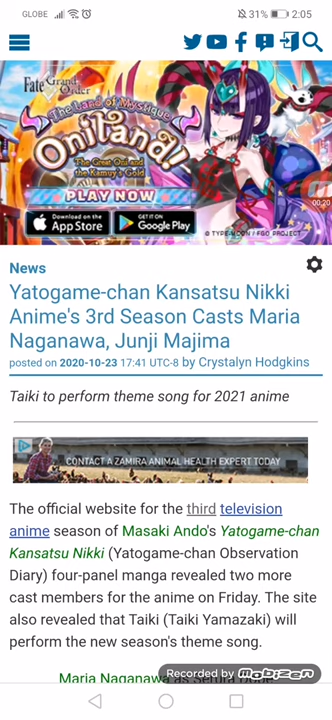 GLOBE
31% 2:05
Fate Grand Order
The Land of Mystique
OniLand!
The Great Oni and
the Kamuy's Gold
PLAY NOW
Download on the
App Store
GET IT ON
Google Play
00:20
© TYPE-MOON / FGO PROJECT
News
Yatogame-chan Kansatsu Nikki
Anime's 3rd Season Casts Maria
Naganawa, Junji Majima
posted on 2020-10-23 17:41 UTC-8 by Crystalyn Hodgkins
Taiki to perform theme song for 2021 anime
CONTACT A ZAMIRA ANIMAL HEALTH EXPERT TODAY
The official website for the third television
anime season of Masaki Ando's Yatogame-chan
Kansatsu Nikki (Yatogame-chan Observation
Diary) four-panel manga revealed two more
cast members for the anime on Friday. The site
also revealed that Taiki (Taiki Yamazaki) will
perform the new season's theme song.
Maria Naganawa as
Recorded by Mobizen